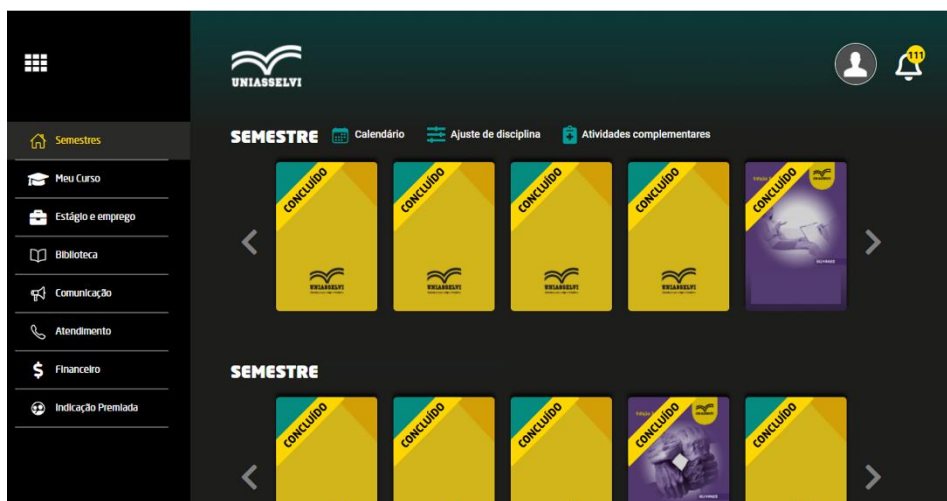 UNIASSELVI
111
Semestres
Meu Curso
Estágio e emprego
Biblioteca
Comunicação
Atendimento
Financeiro
Indicação Premiada
SEMESTRE Calendário Ajuste de disciplina Atividades complementares
CONCLUÍDO
CONCLUÍDO
CONCLUÍDO
CONCLUÍDO
CONCLUÍDO
UNIASSELVI
UNIASSELVI
UNIASSELVI
UNIASSELVI
SEMESTRE
CONCLUÍDO
CONCLUÍDO
CONCLUÍDO
CONCLUÍDO
CONCLUÍDO